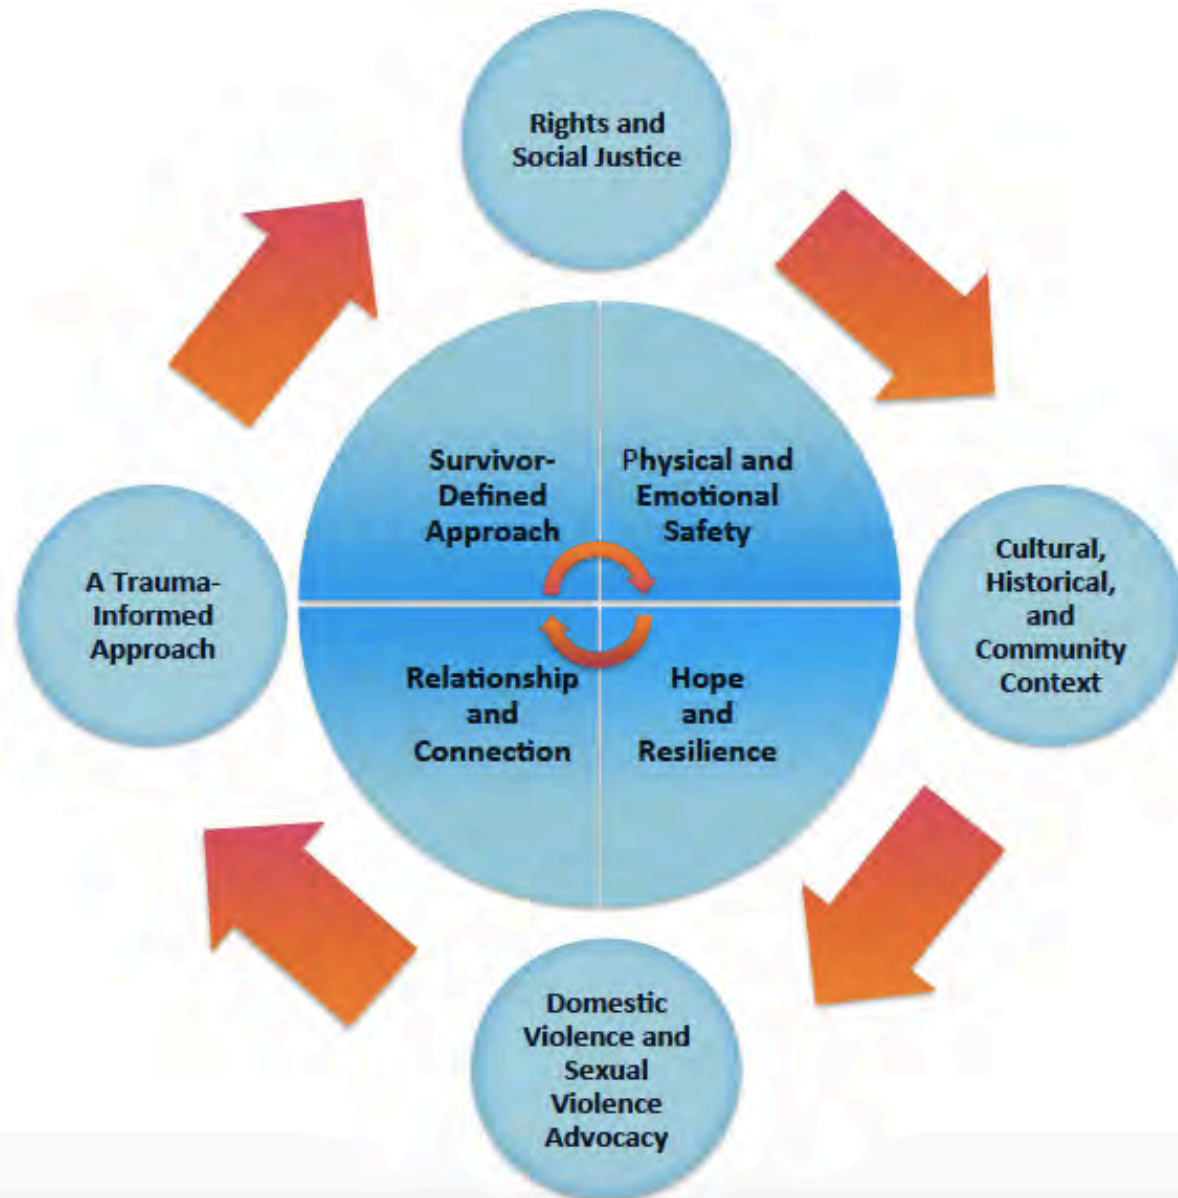 Rights and
Social Justice
Survivor-
Defined
Approach
Physical and
Emotional
Safety
Cultural,
Historical,
and
Community
Context
A Trauma-
Informed
Approach
Relationship
and
Connection
Hope
and
Resilience
Domestic
Violence and
Sexual
Violence
Advocacy